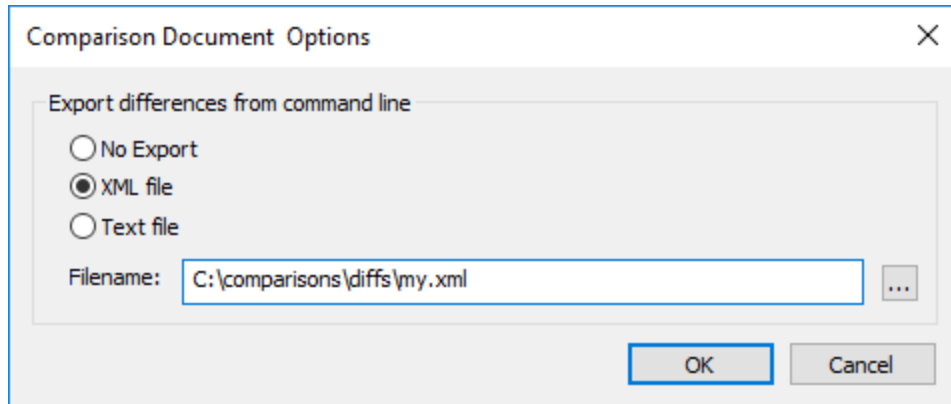 Comparison Document  Options
Export differences from command line
No Export
XML file
Text file
Filename: C:\comparisons\diffs\my.xml ...
OK Cancel